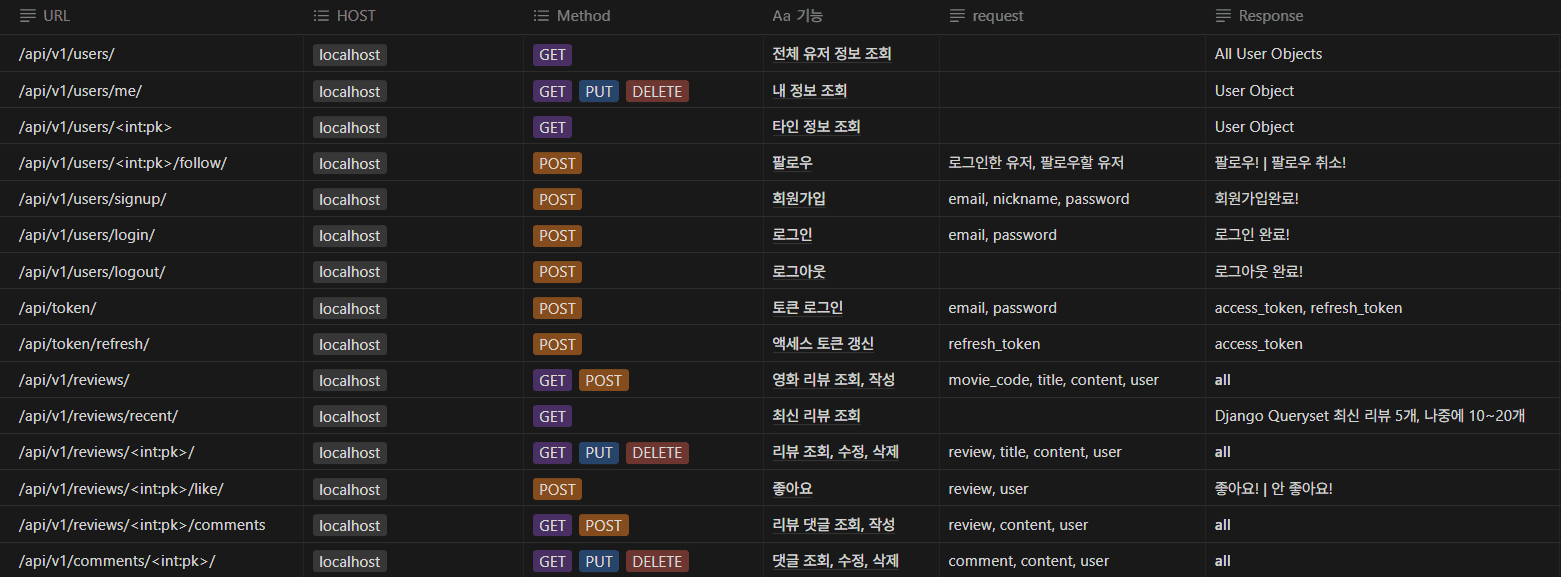 URL HOST Method Aa 기능 request Response
/api/v1/users/ localhost GET 전체 유저 정보 조회 All User Objects
/api/v1/users/me/ localhost GET PUT DELETE 내 정보 조회 User Object
/api/v1/users/<int:pk> localhost GET 타인 정보 조회 User Object
/api/v1/users/<int:pk>/follow/ localhost POST 팔로우 로그인한 유저, 팔로우할 유저 팔로우! | 팔로우 취소!
/api/v1/users/signup/ localhost POST 회원가입 email, nickname, password 회원가입완료!
/api/v1/users/login/ localhost POST 로그인 email, password 로그인 완료!
/api/v1/users/logout/ localhost POST 로그아웃 로그아웃 완료!
/api/token/ localhost POST 토큰 로그인 email, password access_token, refresh_token
/api/token/refresh/ localhost POST 액세스 토큰 갱신 refresh_token access_token
/api/v1/reviews/ localhost GET POST 영화 리뷰 조회, 작성 movie_code, title, content, user all
/api/v1/reviews/recent/ localhost GET 최신 리뷰 조회 Django Queryset 최신 리뷰 5개, 나중에 10~20개
/api/v1/reviews/<int:pk>/ localhost GET PUT DELETE 리뷰 조회, 수정, 삭제 review, title, content, user all
/api/v1/reviews/<int:pk>/like/ localhost POST 좋아요 review, user 좋아요! | 안 좋아요!
/api/v1/reviews/<int:pk>/comments localhost GET POST 리뷰 댓글 조회, 작성 review, content, user all
/api/v1/comments/<int:pk>/ localhost GET PUT DELETE 댓글 조회, 수정, 삭제 comment, content, user all